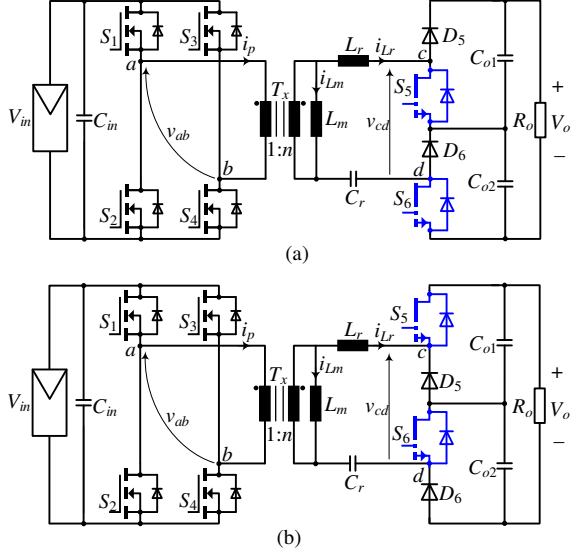 S1 S3 ip Lr iLr c D5 Co1
a iLm S5
Vin Cin vab Tx Lm vcd Ro + Vo −
1:n D6
b d Co2
S2 S4 Cr S6
(a)
S1 S3 ip Lr iLr S5 c Co1
a iLm
Vin Cin vab Tx Lm vcd D5 Ro + Vo −
1:n S6
b d Co2
S2 S4 Cr D6
(b)